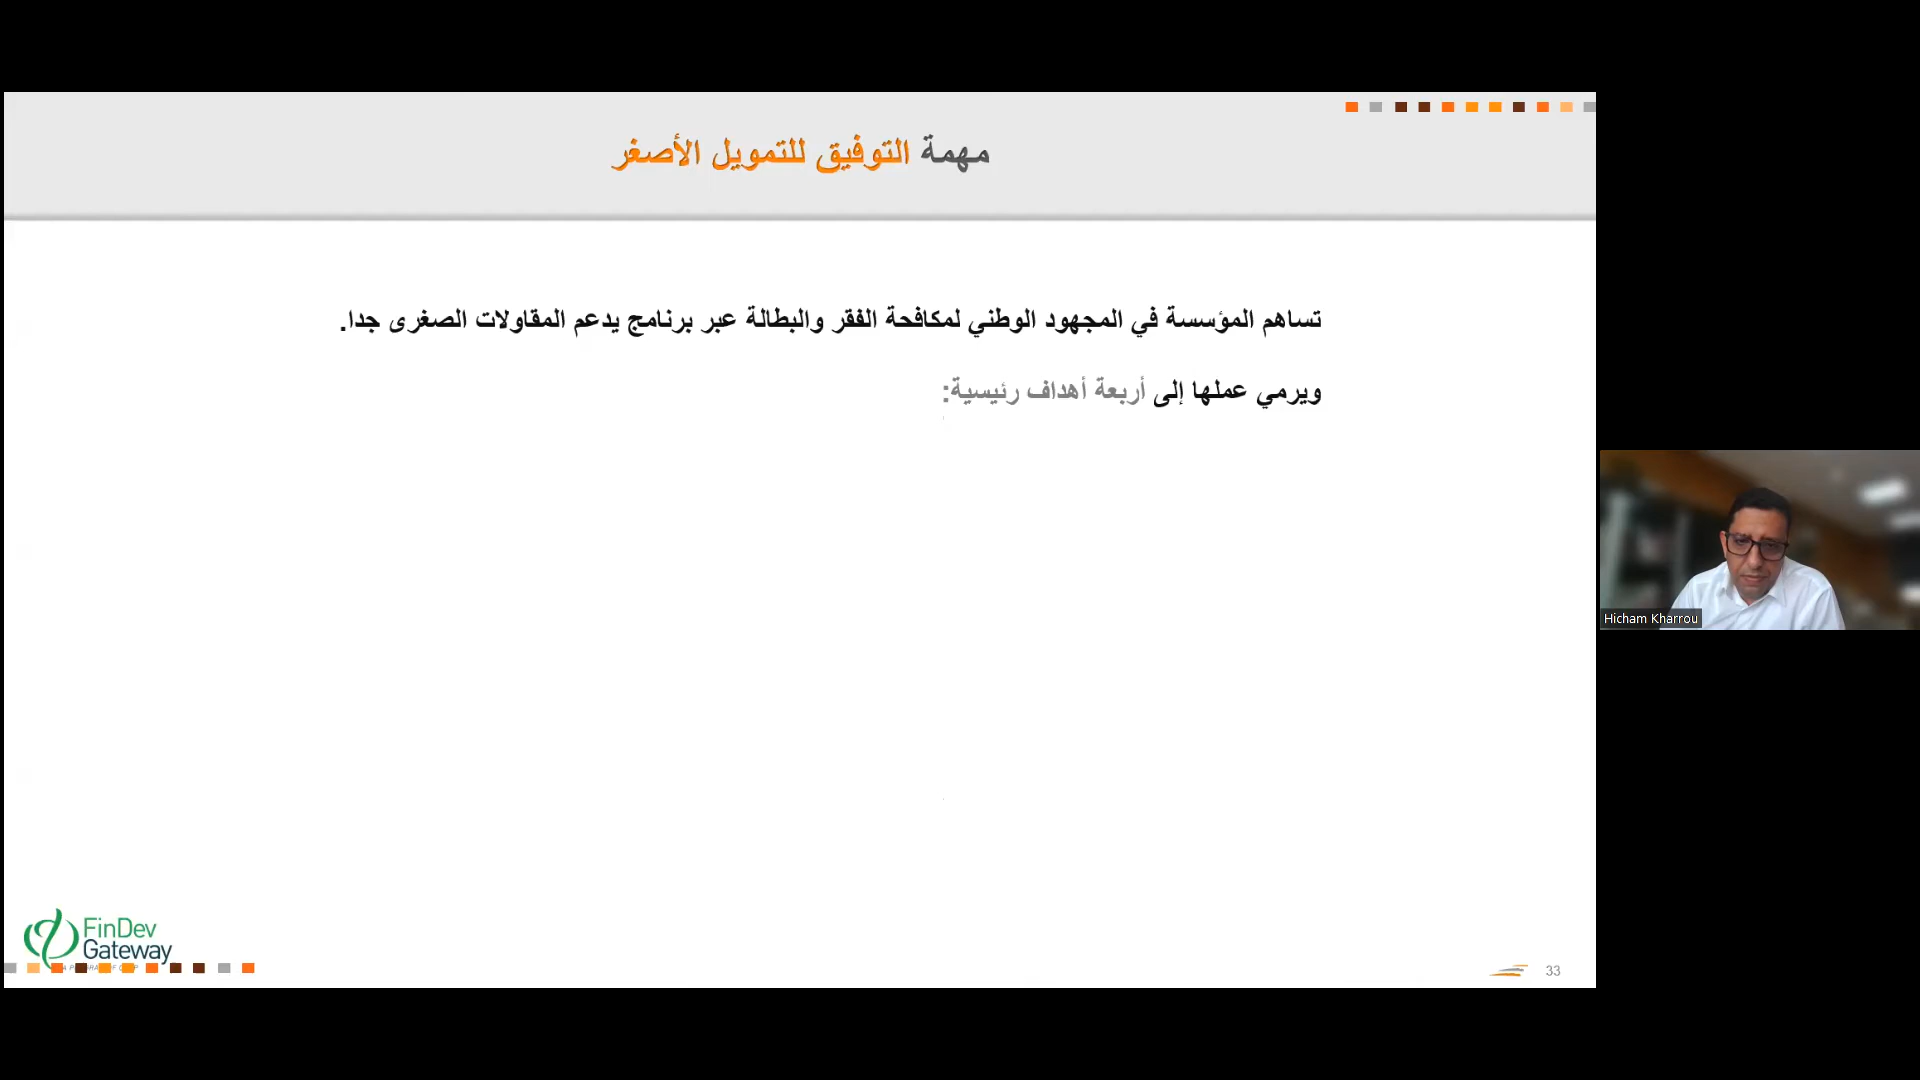 مهمة التوفيق للتمويل الأصغر
تساهم المؤسسة في المجهود الوطني لمكافحة الفقر والبطالة عبر برنامج يدعم المقاولات الصغرى جدا.
ويرمي عملها إلى أربعة أهداف رئيسية:
Hicham Kharrou
FinDev
Gateway
33